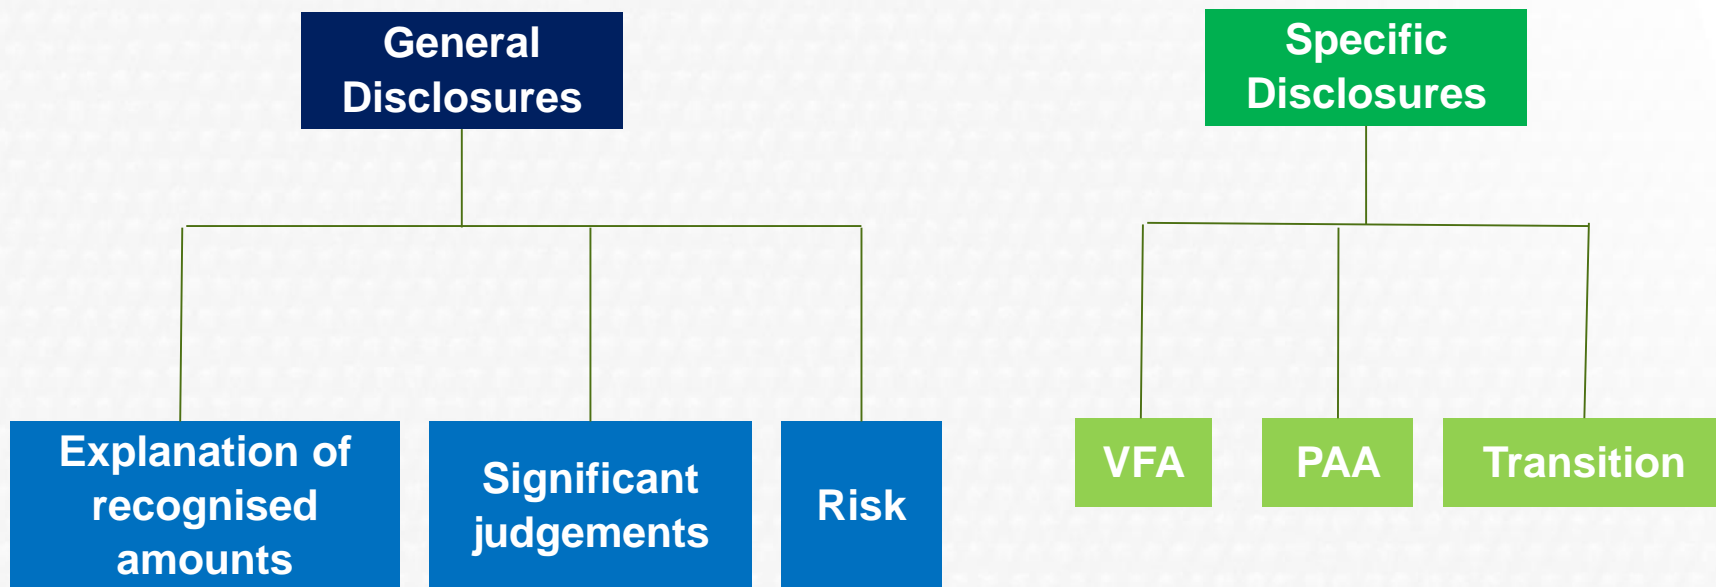 General
Disclosures
Specific
Disclosures
Explanation of
recognised
amounts
Significant
judgements
Risk
VFA
PAA
Transition